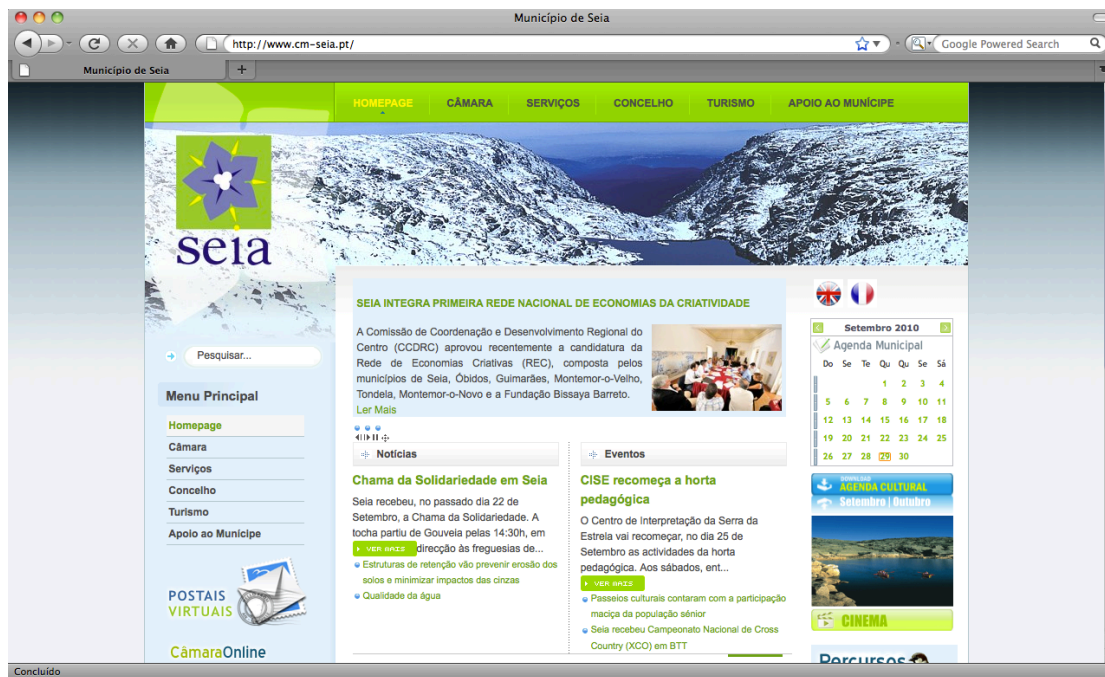 Município de Seia
http://www.cm-seia.pt/
Google Powered Search
Município de Seia
+
HOMEPAGE
CÂMARA
SERVIÇOS
CONCELHO
TURISMO
APOIO AO MUNÍCIPE
seia
Pesquisar...
Menu Principal
Homepage
Câmara
Serviços
Concelho
Turismo
Apoio ao Munícipe
POSTAIS
VIRTUAIS
CâmaraOnline
SEIA INTEGRA PRIMEIRA REDE NACIONAL DE ECONOMIAS DA CRIATIVIDADE
A Comissão de Coordenação e Desenvolvimento Regional do
Centro (CCDRC) aprovou recentemente a candidatura da
Rede de Economias Criativas (REC), composta pelos
municípios de Seia, Óbidos, Guimarães, Montemor-o-Velho,
Tondela, Montemor-o-Novo e a Fundação Bissaya Barreto.
Ler Mais
Notícias
Chama da Solidariedade em Seia
Seia recebeu, no passado dia 22 de
Setembro, a Chama da Solidariedade. A
tocha partiu de Gouveia pelas 14:30h, em
VER MAIS direcção às freguesias de...
Estruturas de retenção vão prevenir erosão dos
solos e minimizar impactos das cinzas
Qualidade da água
Eventos
CISE recomeça a horta
pedagógica
O Centro de Interpretação da Serra da
Estrela vai recomeçar, no dia 25 de
Setembro as actividades da horta
pedagógica. Aos sábados, ent...
VER MAIS
Passeios culturais contaram com a participação
maciça da população sénior
Seia recebeu Campeonato Nacional de Cross
Country (XCO) em BTT
Setembro 2010
Agenda Municipal
Do Se Te Qu Qu Se Sá
1 2 3 4
5 6 7 8 9 10 11
12 13 14 15 16 17 18
19 20 21 22 23 24 25
26 27 28 29 30
DOWNLOAD
AGENDA CULTURAL
Setembro | Outubro
CINEMA
Percursos
Concluído